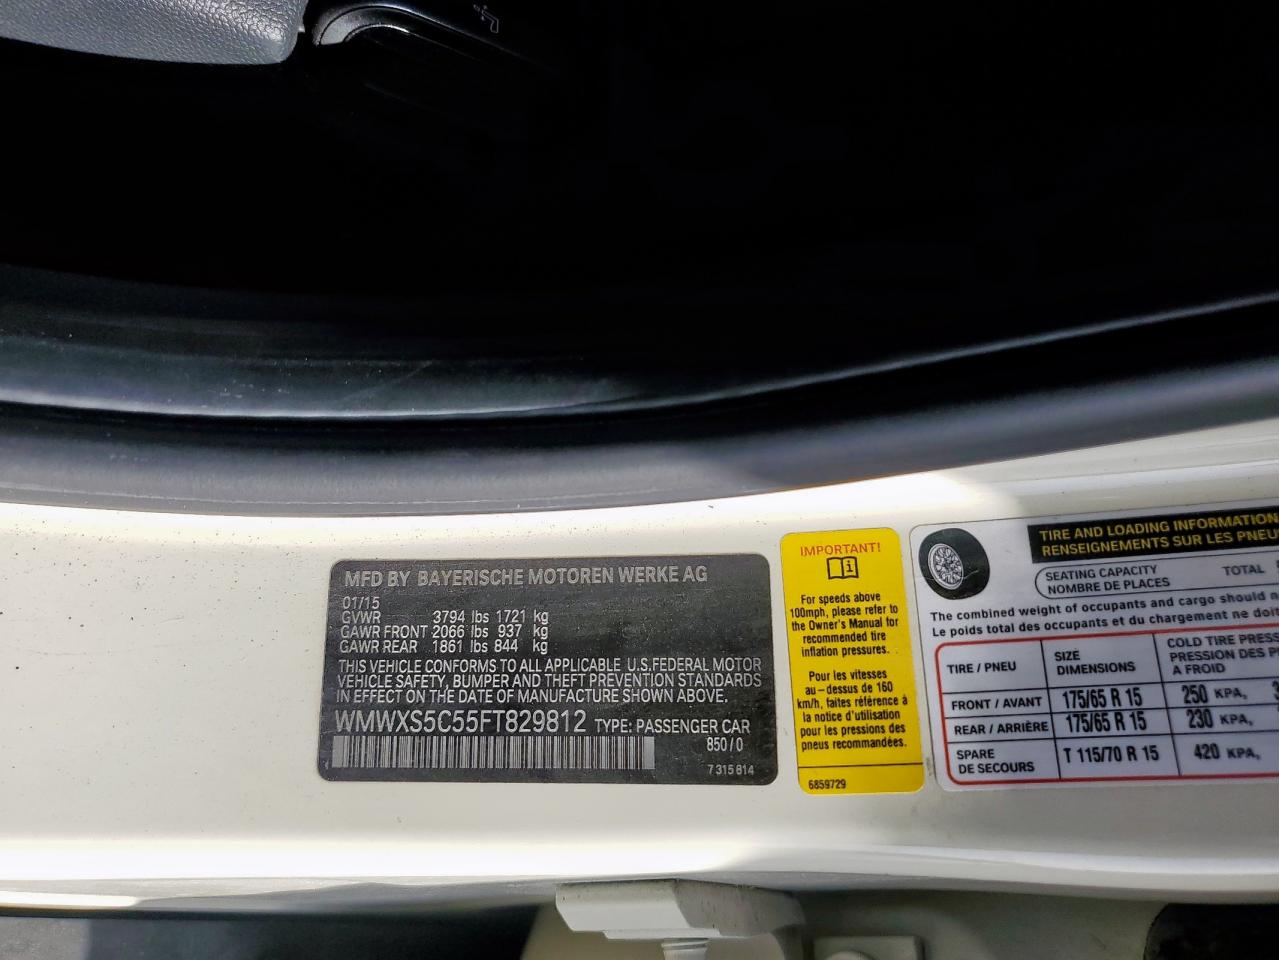 MFD BY BAYERISCHE MOTOREN WERKE AG
01/15
GVWR 3794 lbs 1721 kg
GAWR FRONT 2066 lbs 937 kg
GAWR REAR 1861 lbs 844 kg
THIS VEHICLE CONFORMS TO ALL APPLICABLE U.S.FEDERAL MOTOR
VEHICLE SAFETY, BUMPER AND THEFT PREVENTION STANDARDS
IN EFFECT ON THE DATE OF MANUFACTURE SHOWN ABOVE.
WMWXS5C55FT829812 TYPE: PASSENGER CAR
850/0
7315814
IMPORTANT!
For speeds above
100mph, please refer to
the Owner's Manual for
recommended tire
inflation pressures.
Pour les vitesses
au-dessus de 160
km/h, faites référence à
la notice d'utilisation
pour les pressions des
pneus recommandées.
6859729
TIRE AND LOADING INFORMATION
RENSEIGNEMENTS SUR LES PNEU
SEATING CAPACITY
NOMBRE DE PLACES
TOTAL
The combined weight of occupants and cargo should
Le poids total des occupants et du chargement ne
TIRE / PNEU
SIZE
DIMENSIONS
COLD TIRE PRESS
PRESSION DES
A FROID
FRONT / AVANT 175/65 R 15 250 KPA,
REAR / ARRIÈRE 175/65 R 15 230 KPA,
SPARE
DE SECOURS
T 115/70 R 15 420 KPA,